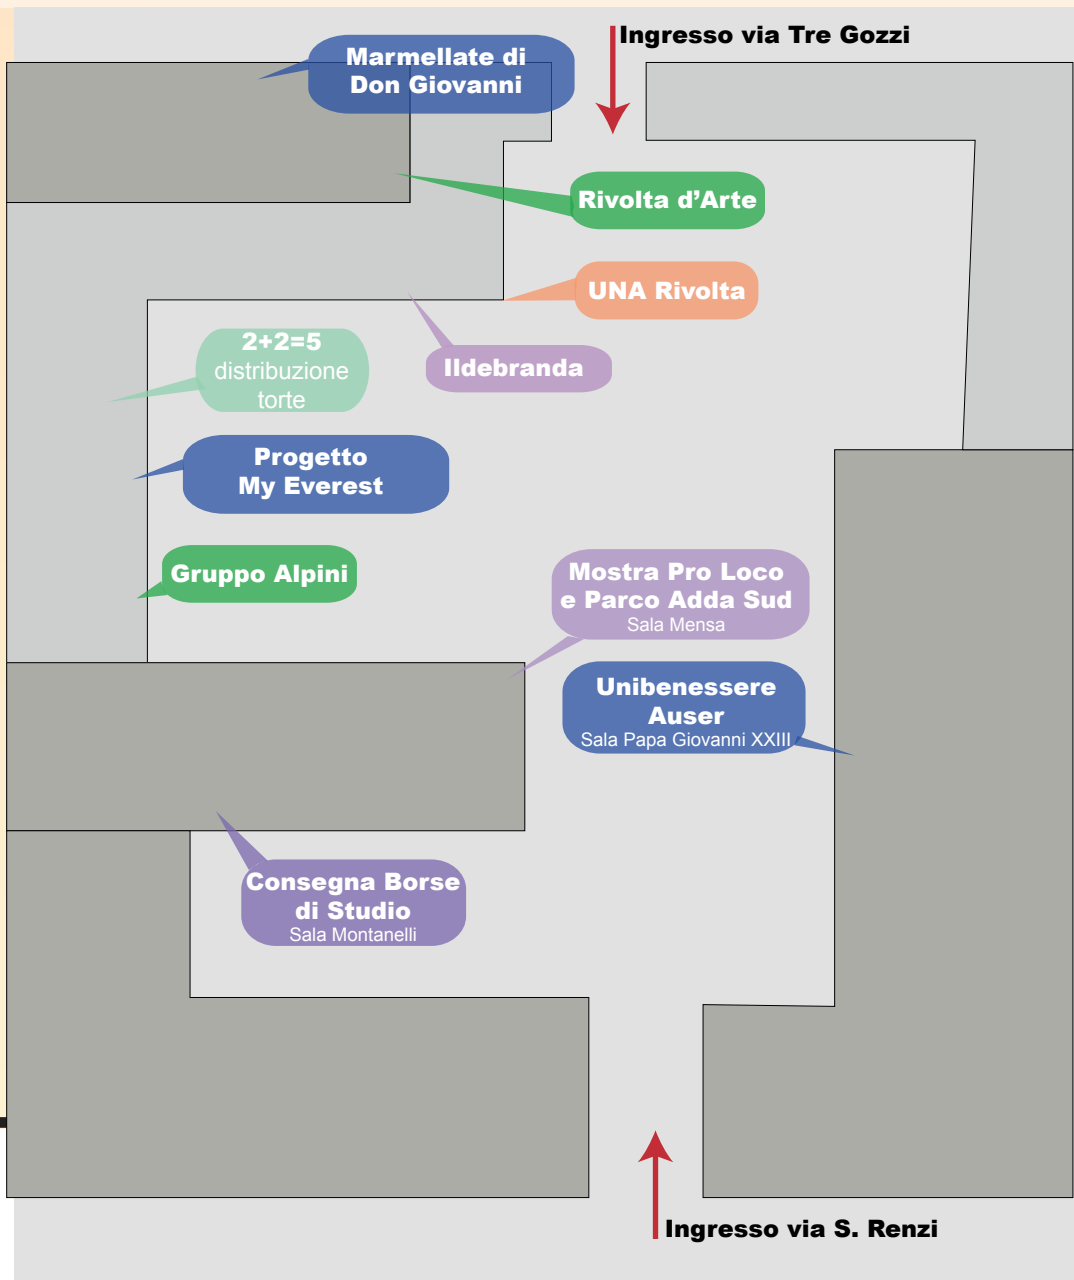 Ingresso via Tre Gozzi
Marmellate di
Don Giovanni
Rivolta d’Arte
UNA Rivolta
2+2=5
distribuzione
torte
Ildebranda
Progetto
My Everest
Gruppo Alpini
Mostra Pro Loco
e Parco Adda Sud
Sala Mensa
Unibenessere
Auser
Sala Papa Giovanni XXIII
Consegna Borse
di Studio
Sala Montanelli
Ingresso via S. Renzi